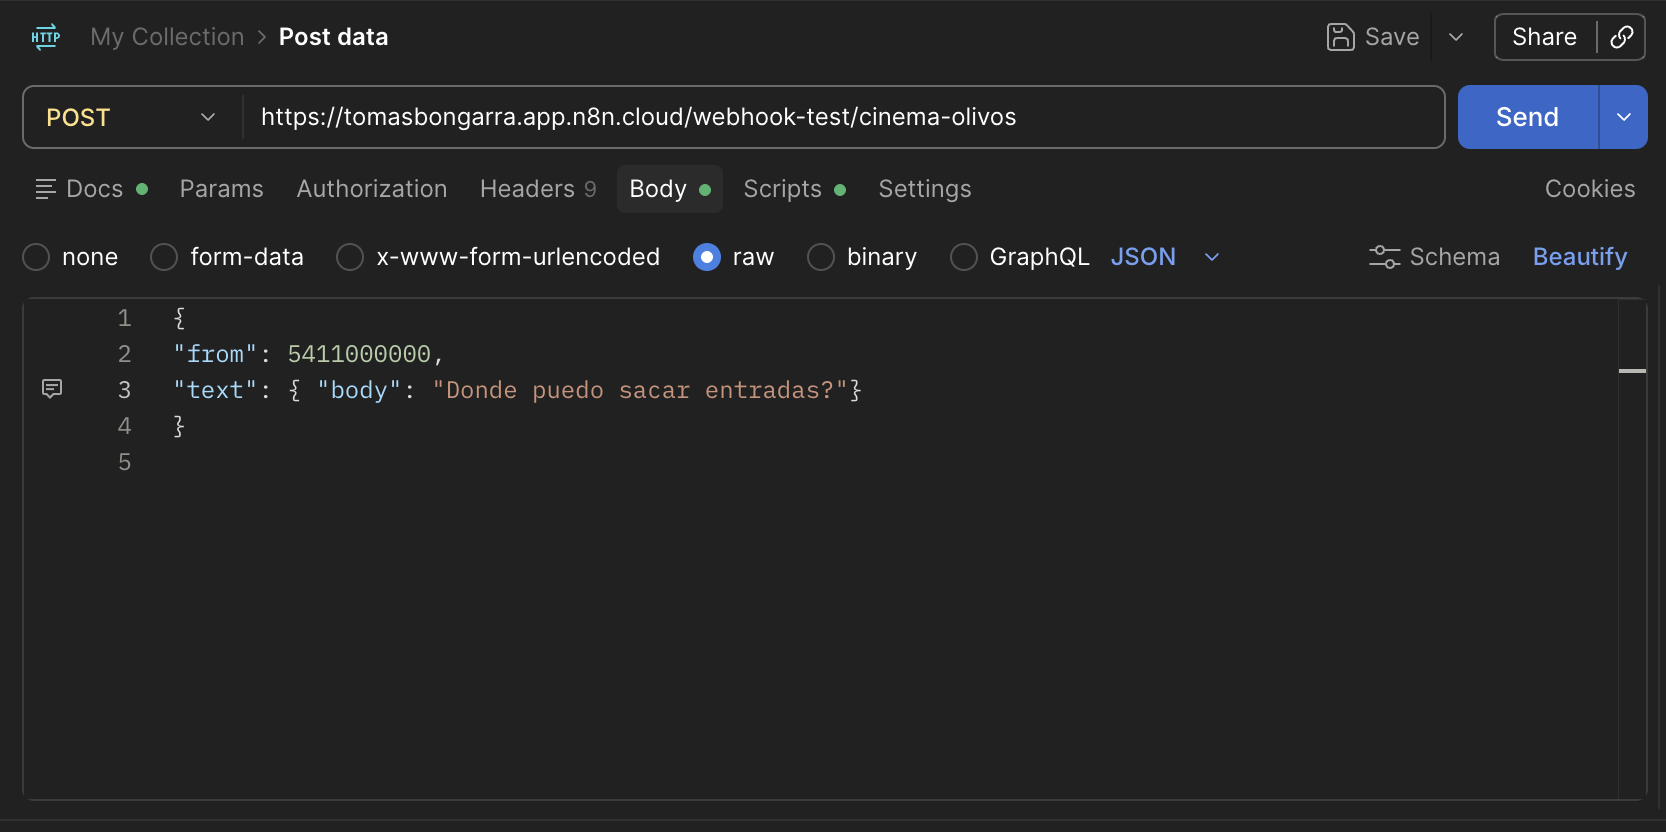 HTTP My Collection > Post data Save Share
POST https://tomasbongarra.app.n8n.cloud/webhook-test/cinema-olivos Send
Docs Params Authorization Headers 9 Body Scripts Settings Cookies
none form-data x-www-form-urlencoded raw binary GraphQL JSON Schema Beautify
1 {
2 "from": 5411000000,
3 "text": { "body": "Donde puedo sacar entradas?"}
4 }
5